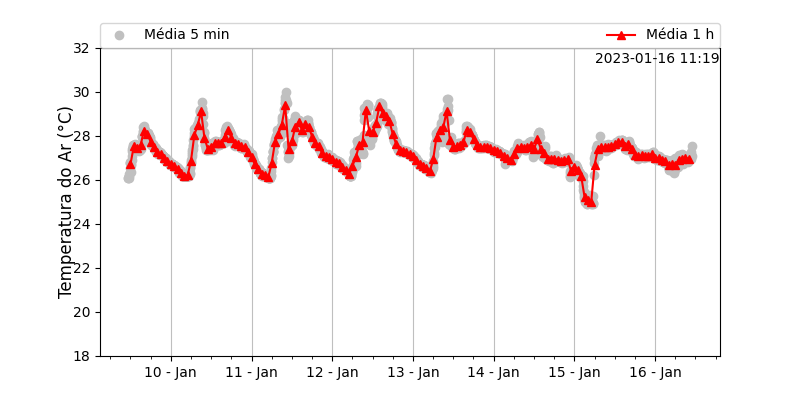 Média 5 min
Média 1 h
2023-01-16 11:19
Temperatura do Ar (°C)
32
30
28
26
24
22
20
18
10 - Jan
11 - Jan
12 - Jan
13 - Jan
14 - Jan
15 - Jan
16 - Jan